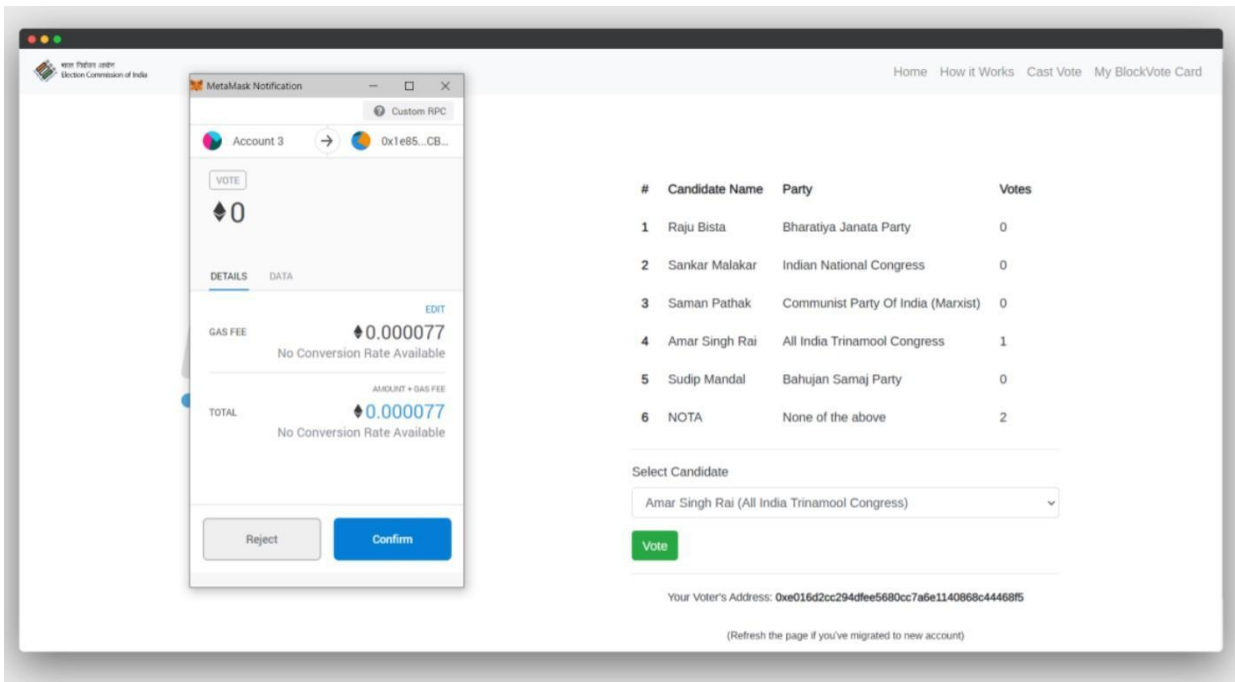 भारत निर्वाचन आयोग
Election Commission of India
Home How it Works Cast Vote My BlockVote Card
MetaMask Notification
Custom RPC
Account 3 0x1e85...CB...
VOTE
0
DETAILS DATA
EDIT
GAS FEE 0.000077
No Conversion Rate Available
AMOUNT + GAS FEE
TOTAL 0.000077
No Conversion Rate Available
Reject Confirm
# Candidate Name Party Votes
1 Raju Bista Bharatiya Janata Party 0
2 Sankar Malakar Indian National Congress 0
3 Saman Pathak Communist Party Of India (Marxist) 0
4 Amar Singh Rai All India Trinamool Congress 1
5 Sudip Mandal Bahujan Samaj Party 0
6 NOTA None of the above 2
Select Candidate
Amar Singh Rai (All India Trinamool Congress)
Vote
Your Voter's Address: 0xe016d2cc294dfee5680cc7a6e1140868c44468f5
(Refresh the page if you've migrated to new account)